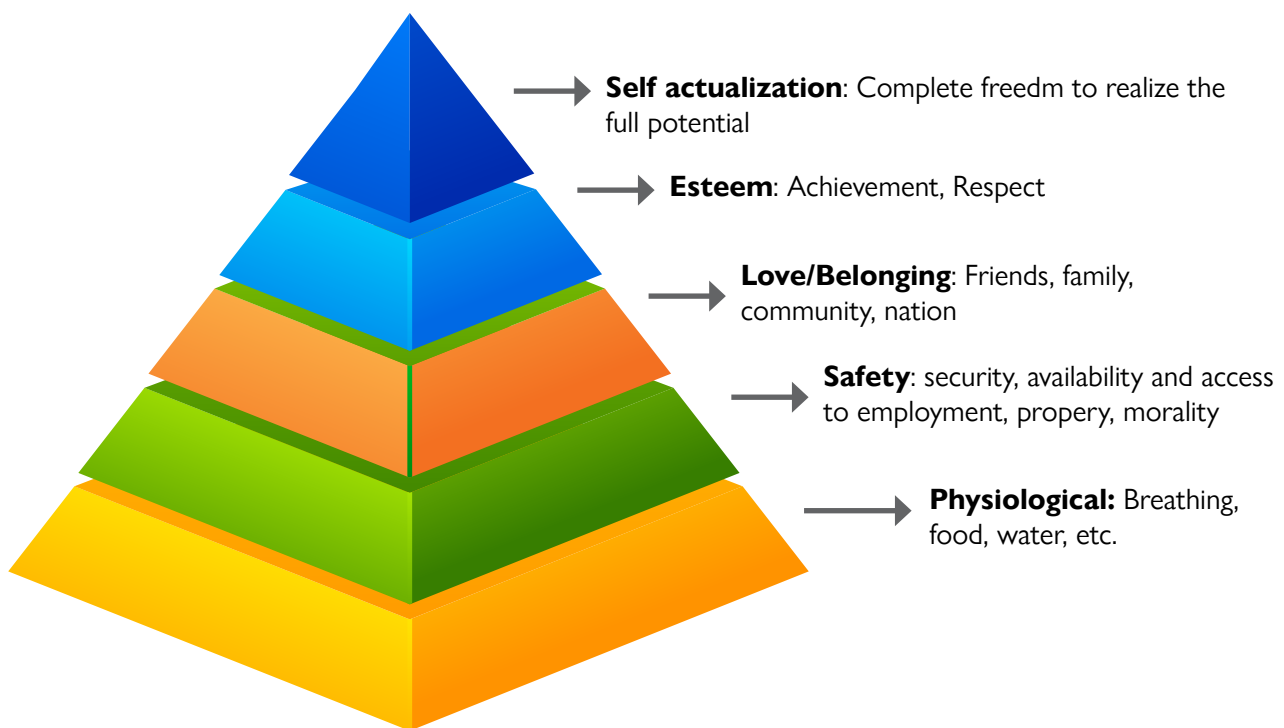 Self actualization: Complete freedm to realize the
full potential
Esteem: Achievement, Respect
Love/Belonging: Friends, family,
community, nation
Safety: security, availability and access
to employment, propery, morality
Physiological: Breathing,
food, water, etc.